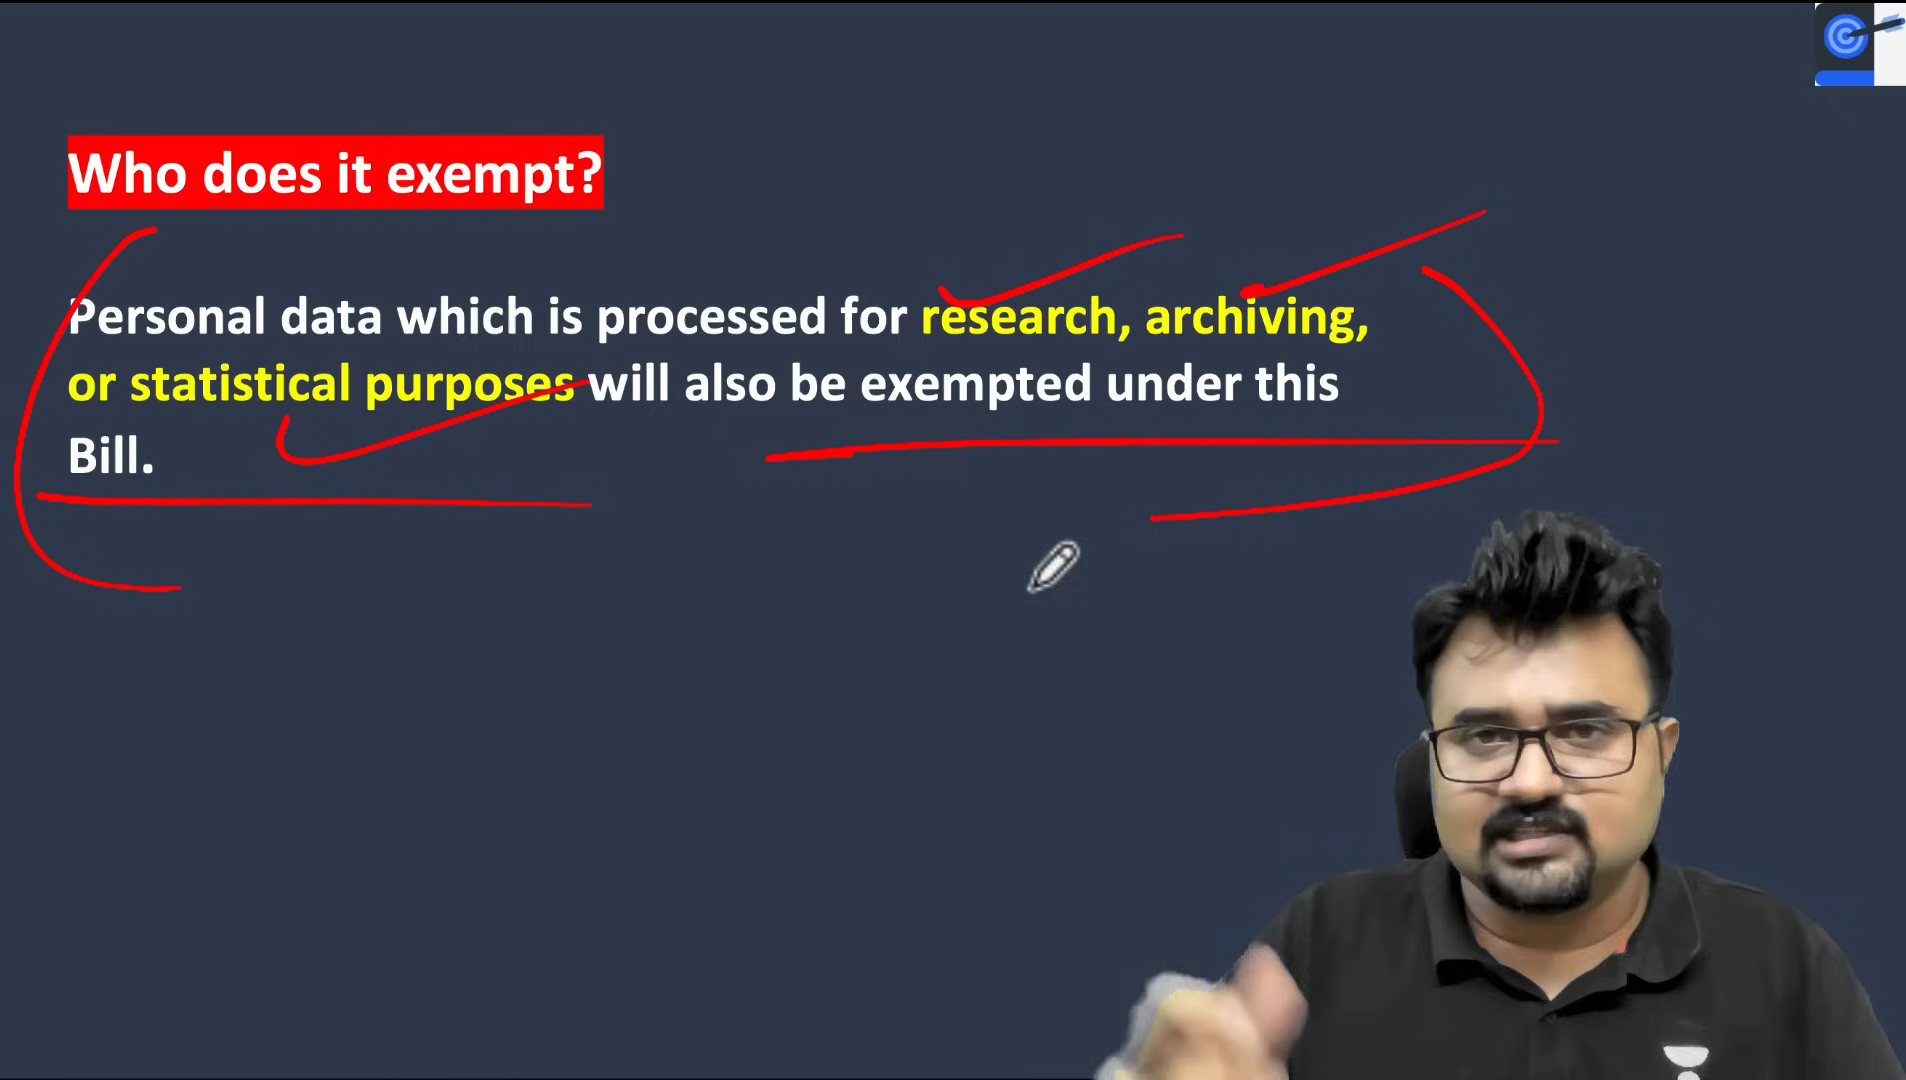 Who does it exempt?
Personal data which is processed for research, archiving,
or statistical purposes will also be exempted under this
Bill.